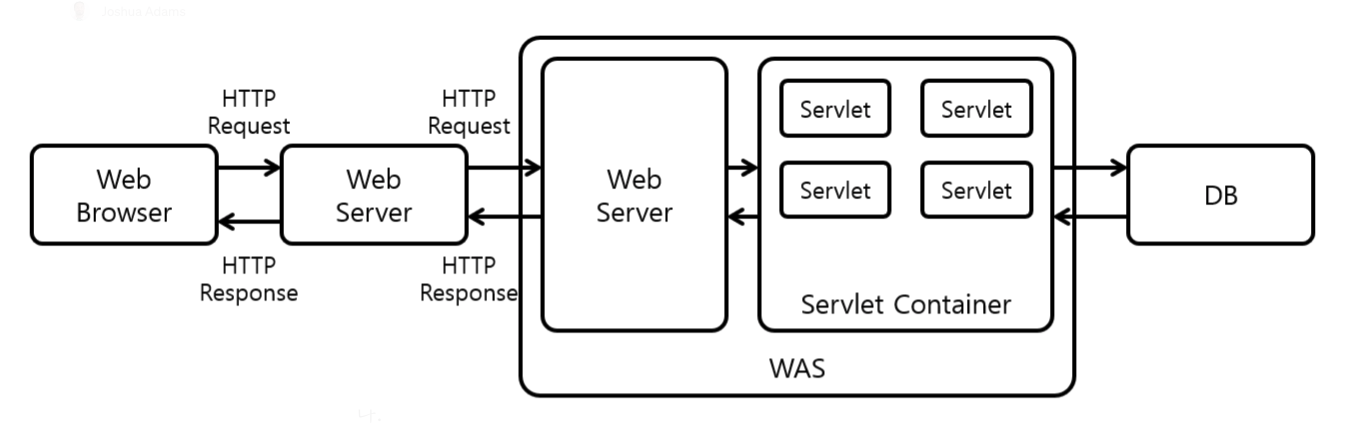 Joshua Adams
HTTP
Request
HTTP
Request
Web
Browser
Web
Server
HTTP
Response
HTTP
Response
Web
Server
Servlet
Servlet
Servlet
Servlet
Servlet Container
WAS
DB